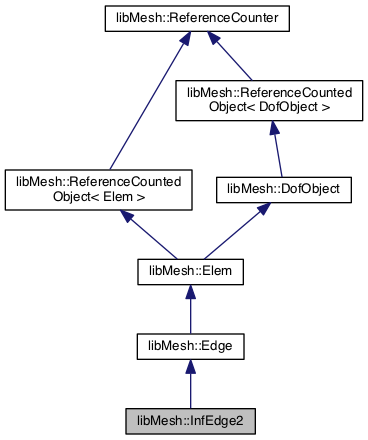 libMesh::ReferenceCounter
libMesh::ReferenceCounted
Object< DofObject >
libMesh::ReferenceCounted
Object< Elem >
libMesh::DofObject
libMesh::Elem
libMesh::Edge
libMesh::InfEdge2